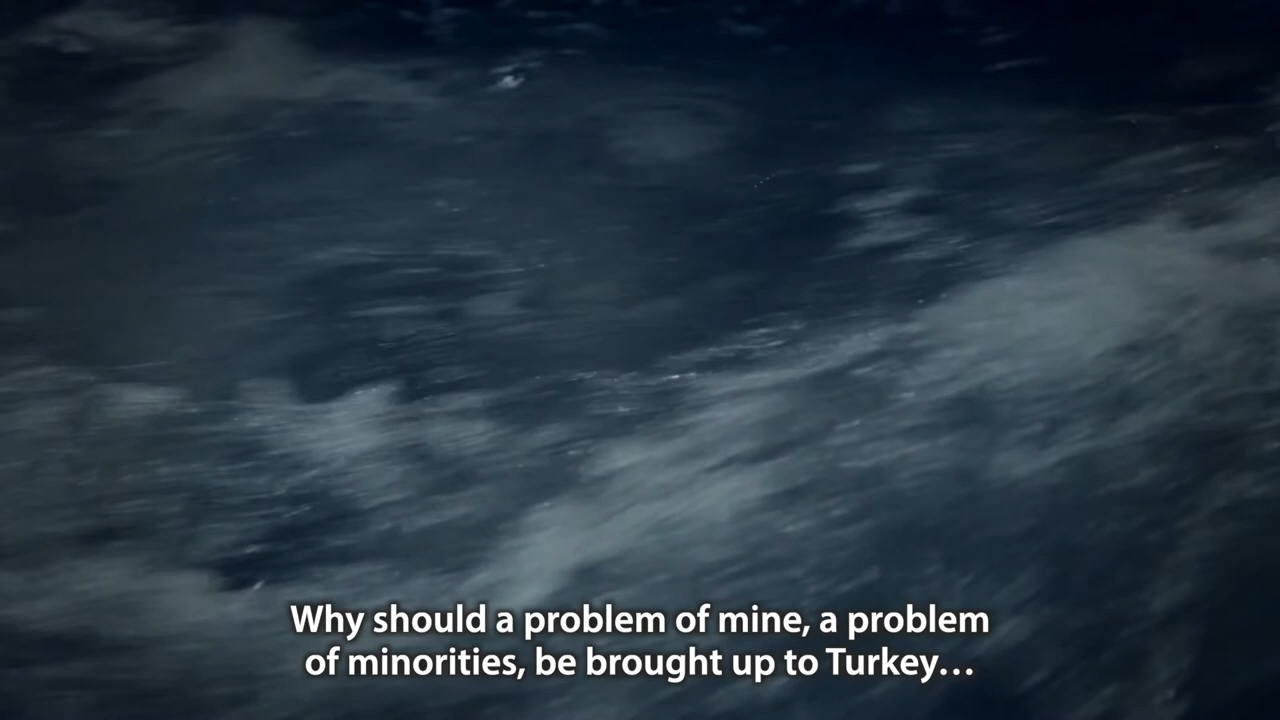 Why should a problem of mine, a problem
of minorities, be brought up to Turkey…